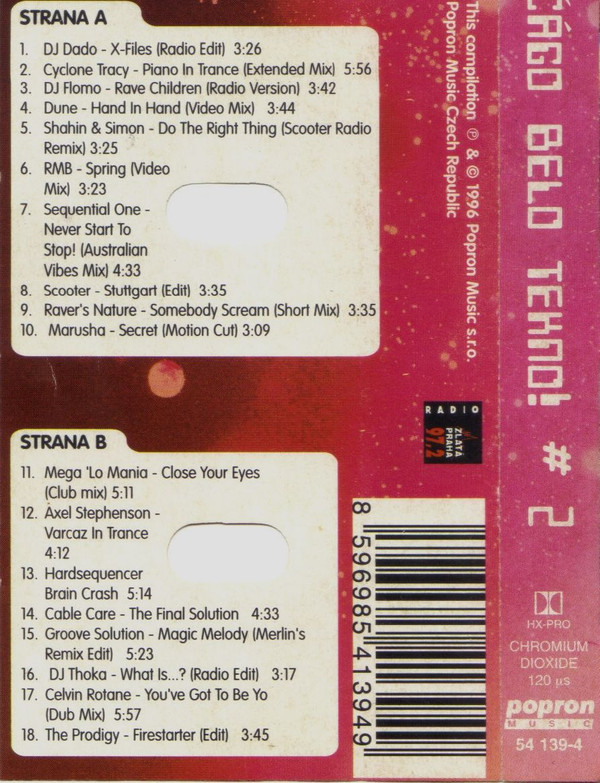 STRANA A
1. DJ Dado - X-Files (Radio Edit) 3:26
2. Cyclone Tracy - Piano In Trance (Extended Mix) 5:56
3. DJ Flomo - Rave Children (Radio Version) 3:42
4. Dune - Hand In Hand (Video Mix) 3:44
5. Shahin & Simon - Do The Right Thing (Scooter Radio
Remix) 3:25
6. RMB - Spring (Video
Mix) 3:23
7. Sequential One -
Never Start To
Stop! (Australian
Vibes Mix) 4:33
8. Scooter - Stuttgart (Edit) 3:35
9. Raver's Nature - Somebody Scream (Short Mix) 3:35
10. Marusha - Secret (Motion Cut) 3:09
STRANA B
11. Mega 'Lo Mania - Close Your Eyes
(Club mix) 5:11
12. Axel Stephenson -
Varcaz In Trance
4:12
13. Hardsequencer
Brain Crash 5:14
14. Cable Care - The Final Solution 4:33
15. Groove Solution - Magic Melody (Merlin's
Remix Edit) 5:23
16. DJ Thoka - What Is...? (Radio Edit) 3:17
17. Celvin Rotane - You've Got To Be Yo
(Dub Mix) 5:57
18. The Prodigy - Firestarter (Edit) 3:45
This compilation ℗ & © 1996 Popron Music s.r.o.
Popron Music Czech Republic
RADIO
ZLATÁ
PRAHA
97,2
8 596985 413949
ÁGO BELO TEKNO! # 2
HX-PRO
CHROMIUM
DIOXIDE
120 µs
popron
MUSIC
54 139-4